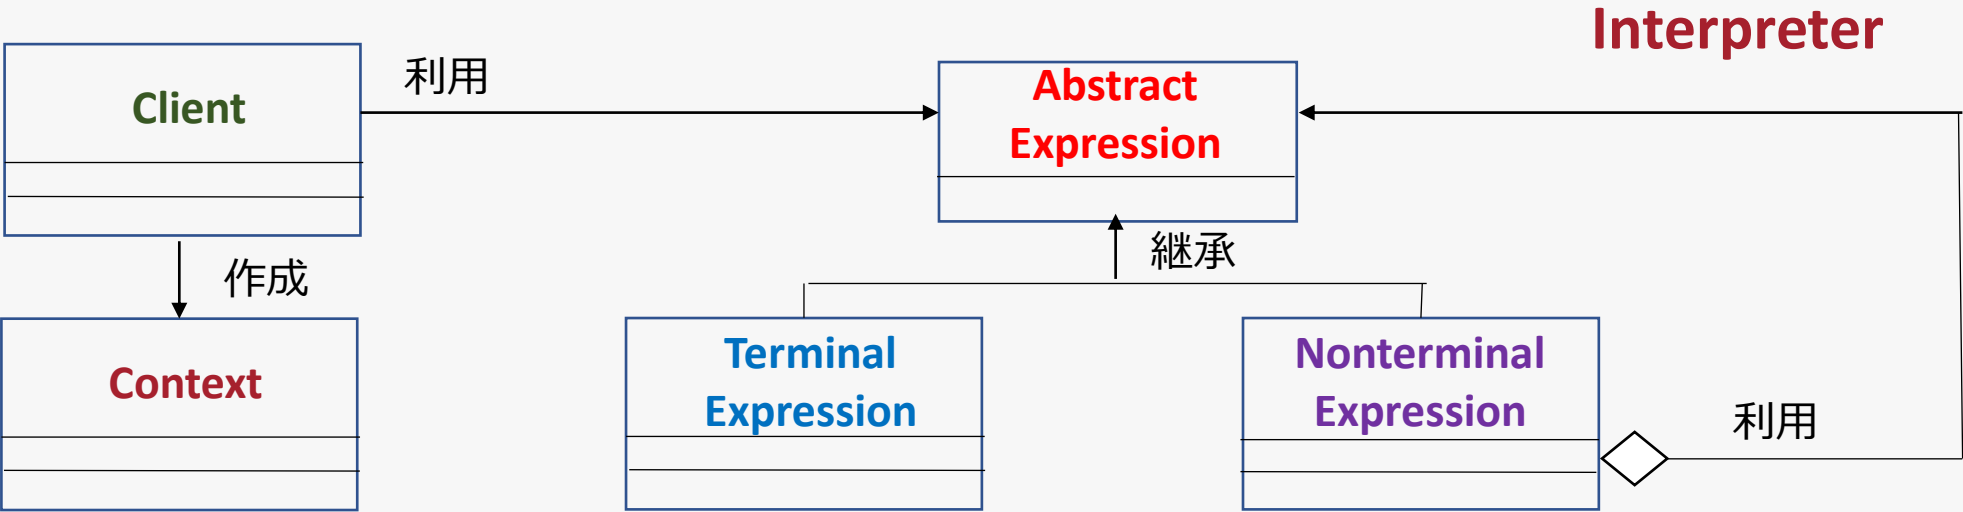 Interpreter
Client
利用
Abstract
Expression
作成
継承
Context
Terminal
Expression
Nonterminal
Expression
利用